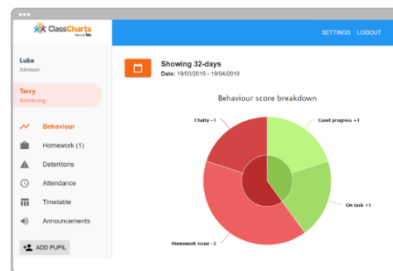 ClassCharts
SETTINGS LOGOUT
Luke
Johnson
Terry
Armstrong
Behaviour
Homework (1)
Detentions
Attendance
Timetable
Announcements
ADD PUPIL
Showing 32-days
Date: 19/03/2019 - 19/04/2019
Behaviour score breakdown
Chatty -1
Good progress +1
On task +1
Homework issue -2